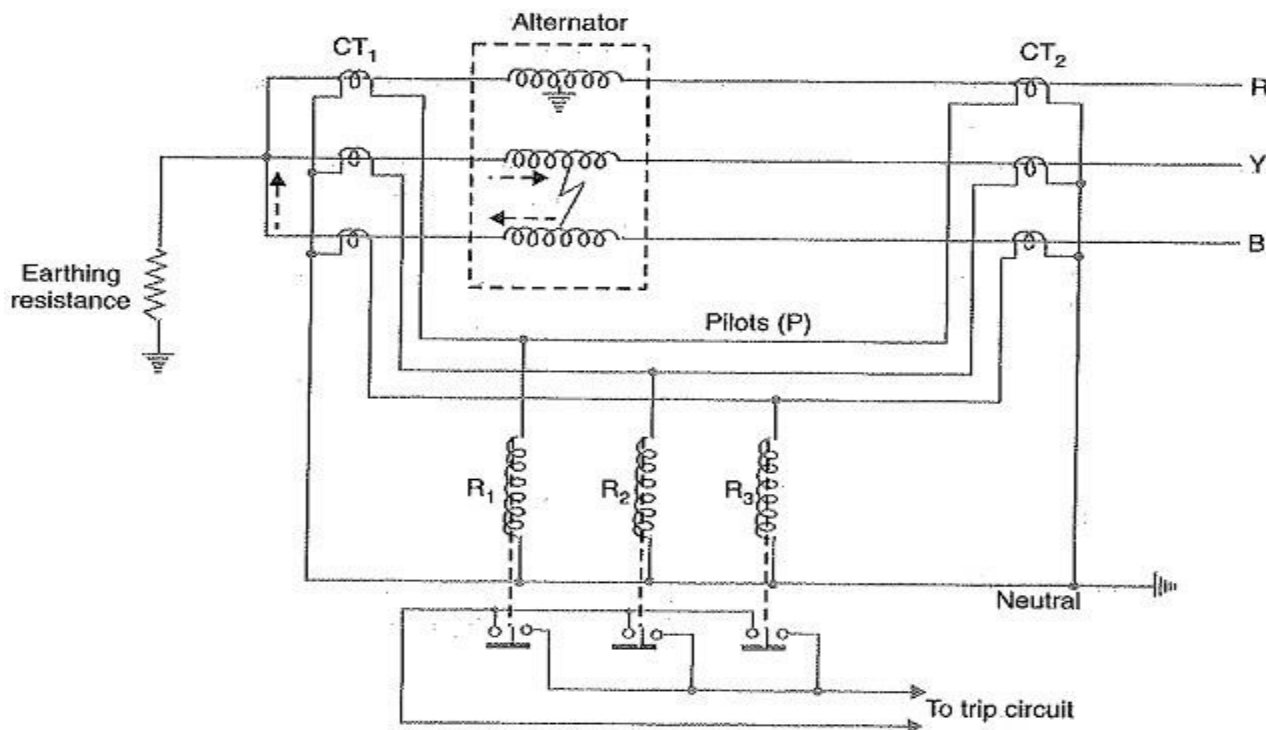 Alternator
CT1
CT2
R
Y
B
Earthing
resistance
Pilots (P)
R1
R2
R3
Neutral
To trip circuit